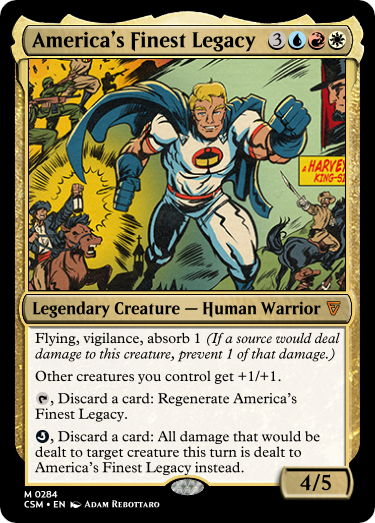 America's Finest Legacy 3
A HARVEY
KING-SI
Legendary Creature — Human Warrior
Flying, vigilance, absorb 1 (If a source would deal
damage to this creature, prevent 1 of that damage.)
Other creatures you control get +1/+1.
, Discard a card: Regenerate America's
Finest Legacy.
, Discard a card: All damage that would be
dealt to target creature this turn is dealt to
America's Finest Legacy instead.
4/5
M 0284
CSM • EN Adam Rebottaro